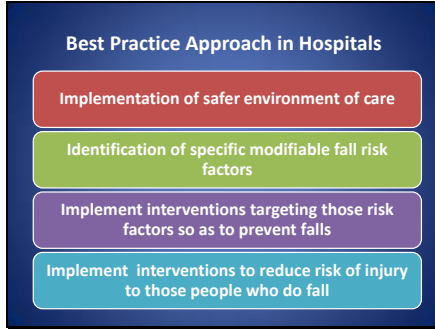 Best Practice Approach in Hospitals
Implementation of safer environment of care
Identification of specific modifiable fall risk
factors
Implement interventions targeting those risk
factors so as to prevent falls
Implement interventions to reduce risk of injury
to those people who do fall